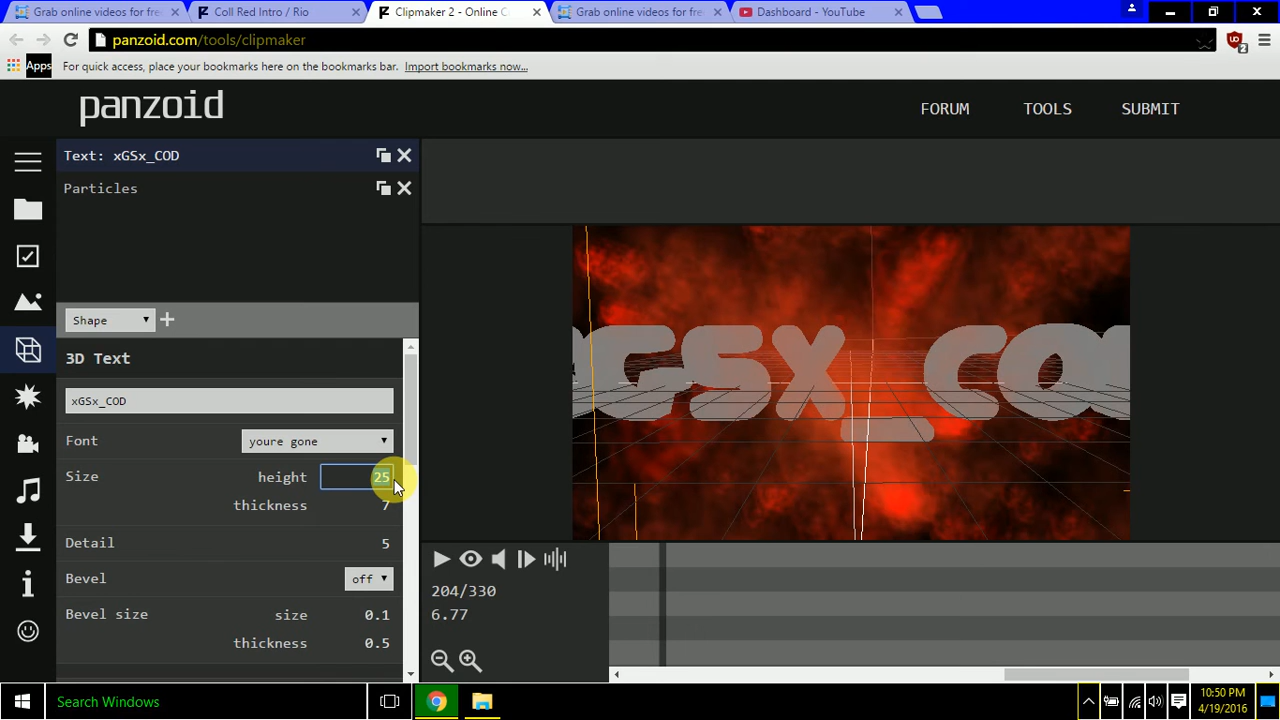 Grab online videos for fre
Coll Red Intro / Rio
Clipmaker 2 - Online C
Grab online videos for fre
Dashboard - YouTube
panzoid.com/tools/clipmaker
Apps
For quick access, place your bookmarks here on the bookmarks bar. Import bookmarks now...
2
panzoid
FORUM TOOLS SUBMIT
Text: xGSx_COD
Particles
Shape
3D Text
xGSx_COD
Font youre gone
Size height 25
thickness 7
Detail 5
Bevel off
Bevel size size 0.1
thickness 0.5
GSX_CO
204/330
6.77
Search Windows
10:50 PM
4/19/2016